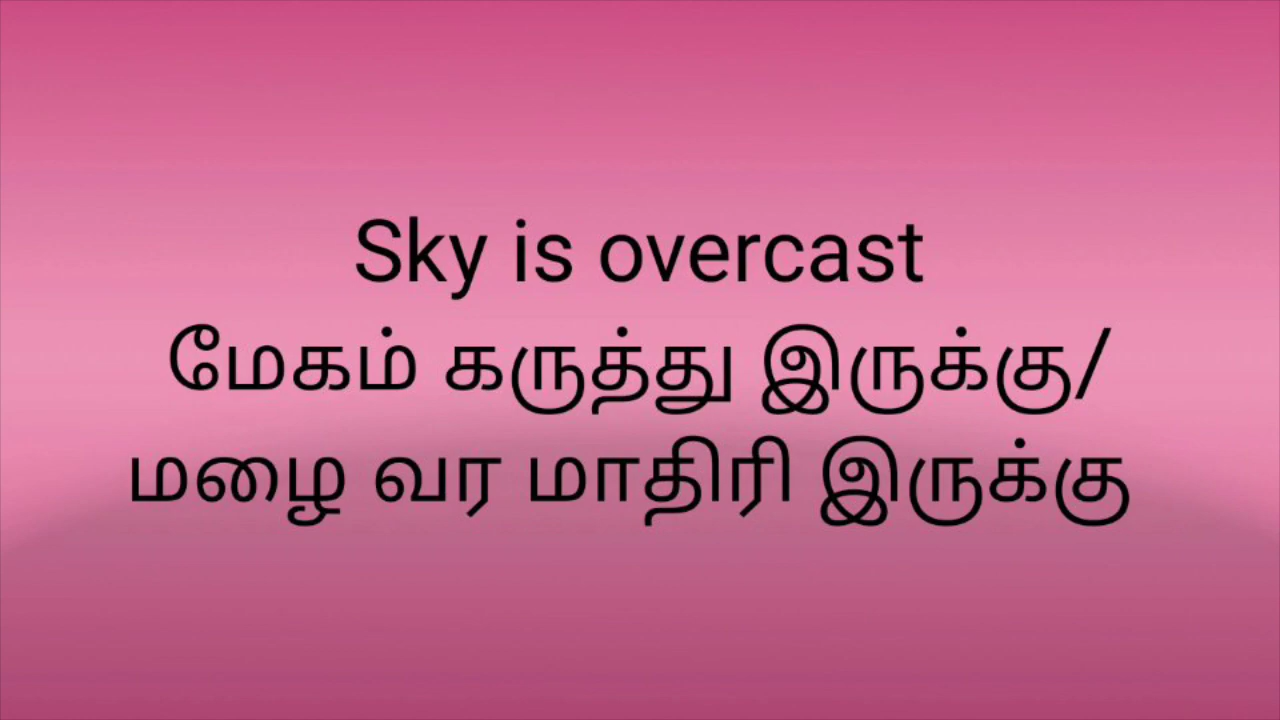 Sky is overcast
மேகம் கருத்து இருக்கு/
மழை வர மாதிரி இருக்கு